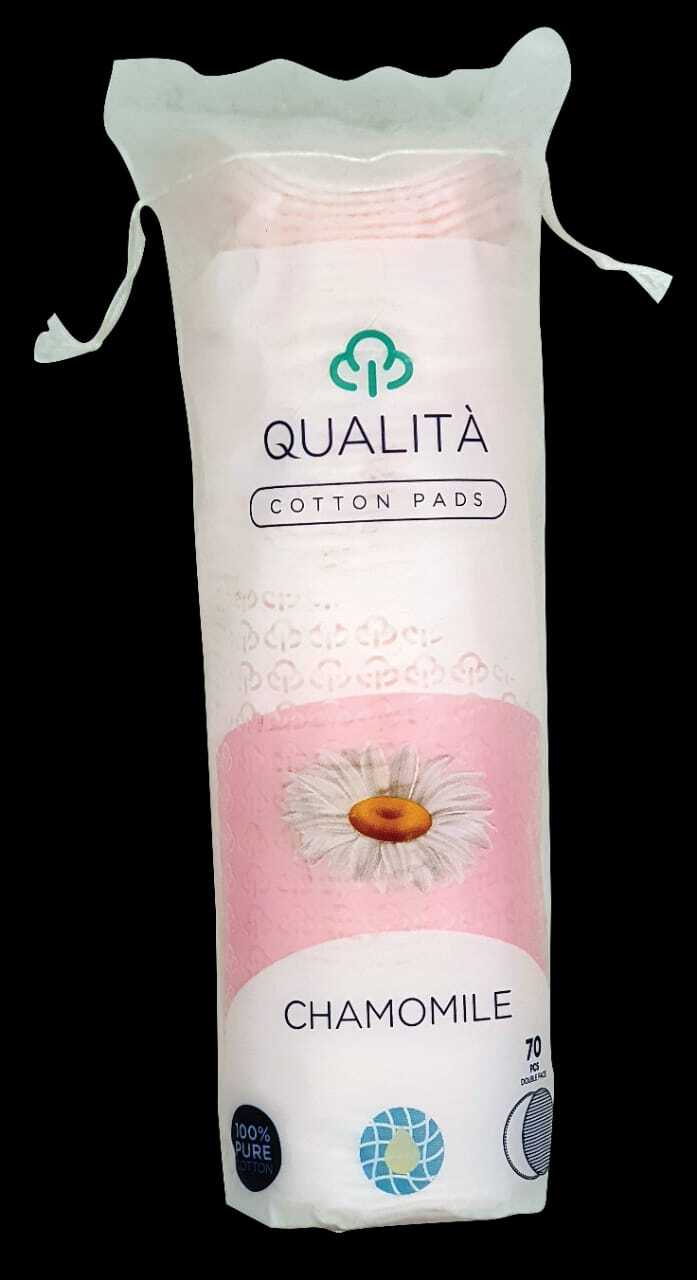 QUALITÀ
COTTON PADS
CHAMOMILE
70
PCS
DOUBLE FACE
100%
PURE
COTTON